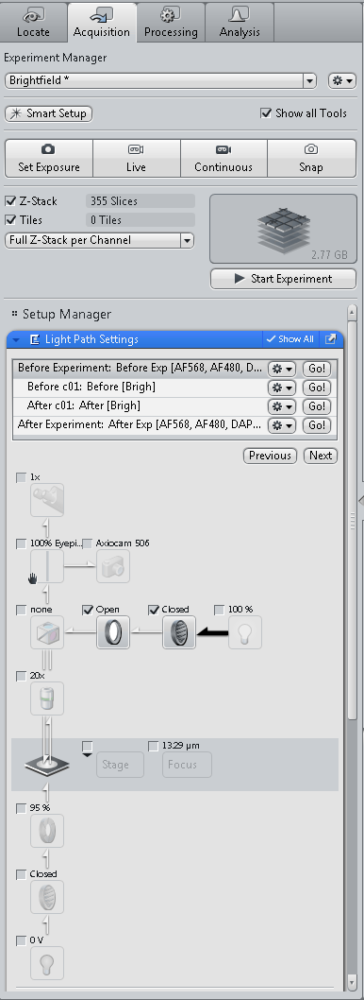 Locate Acquisition Processing Analysis
Experiment Manager
Brightfield *
Smart Setup Show all Tools
Set Exposure Live Continuous Snap
Z-Stack 355 Slices
Tiles 0 Tiles
Full Z-Stack per Channel 2.77 GB
Start Experiment
Setup Manager
Light Path Settings Show All
Before Experiment: Before Exp [AF568, AF480, D... Go!
Before c01: Before [Brigh] Go!
After c01: After [Brigh] Go!
After Experiment: After Exp [AF568, AF480, DAP... Go!
Previous Next
1x
100% Eyepi... Axiocam 506
none Open Closed 100 %
20x
13.29 µm
Stage Focus
95 %
Closed
0 V